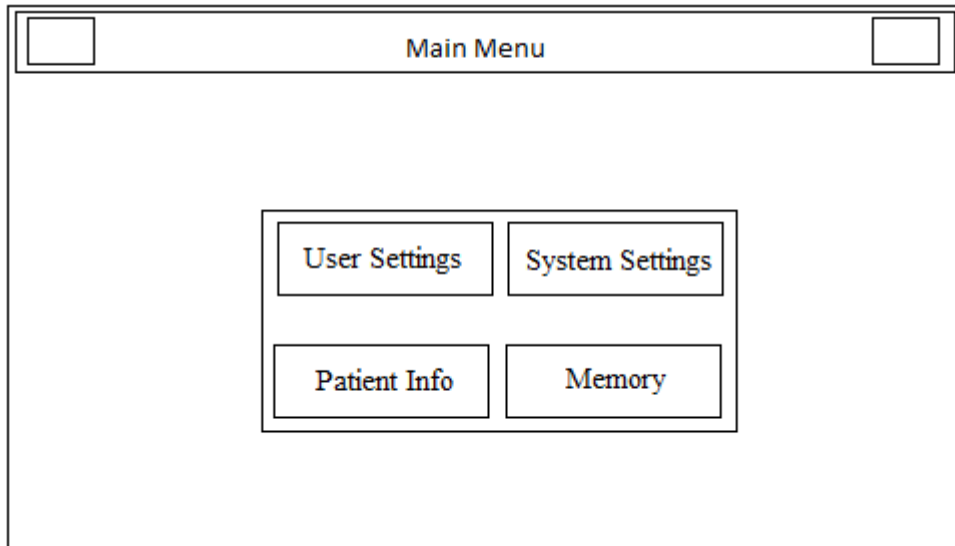 Main Menu
User Settings
System Settings
Patient Info
Memory